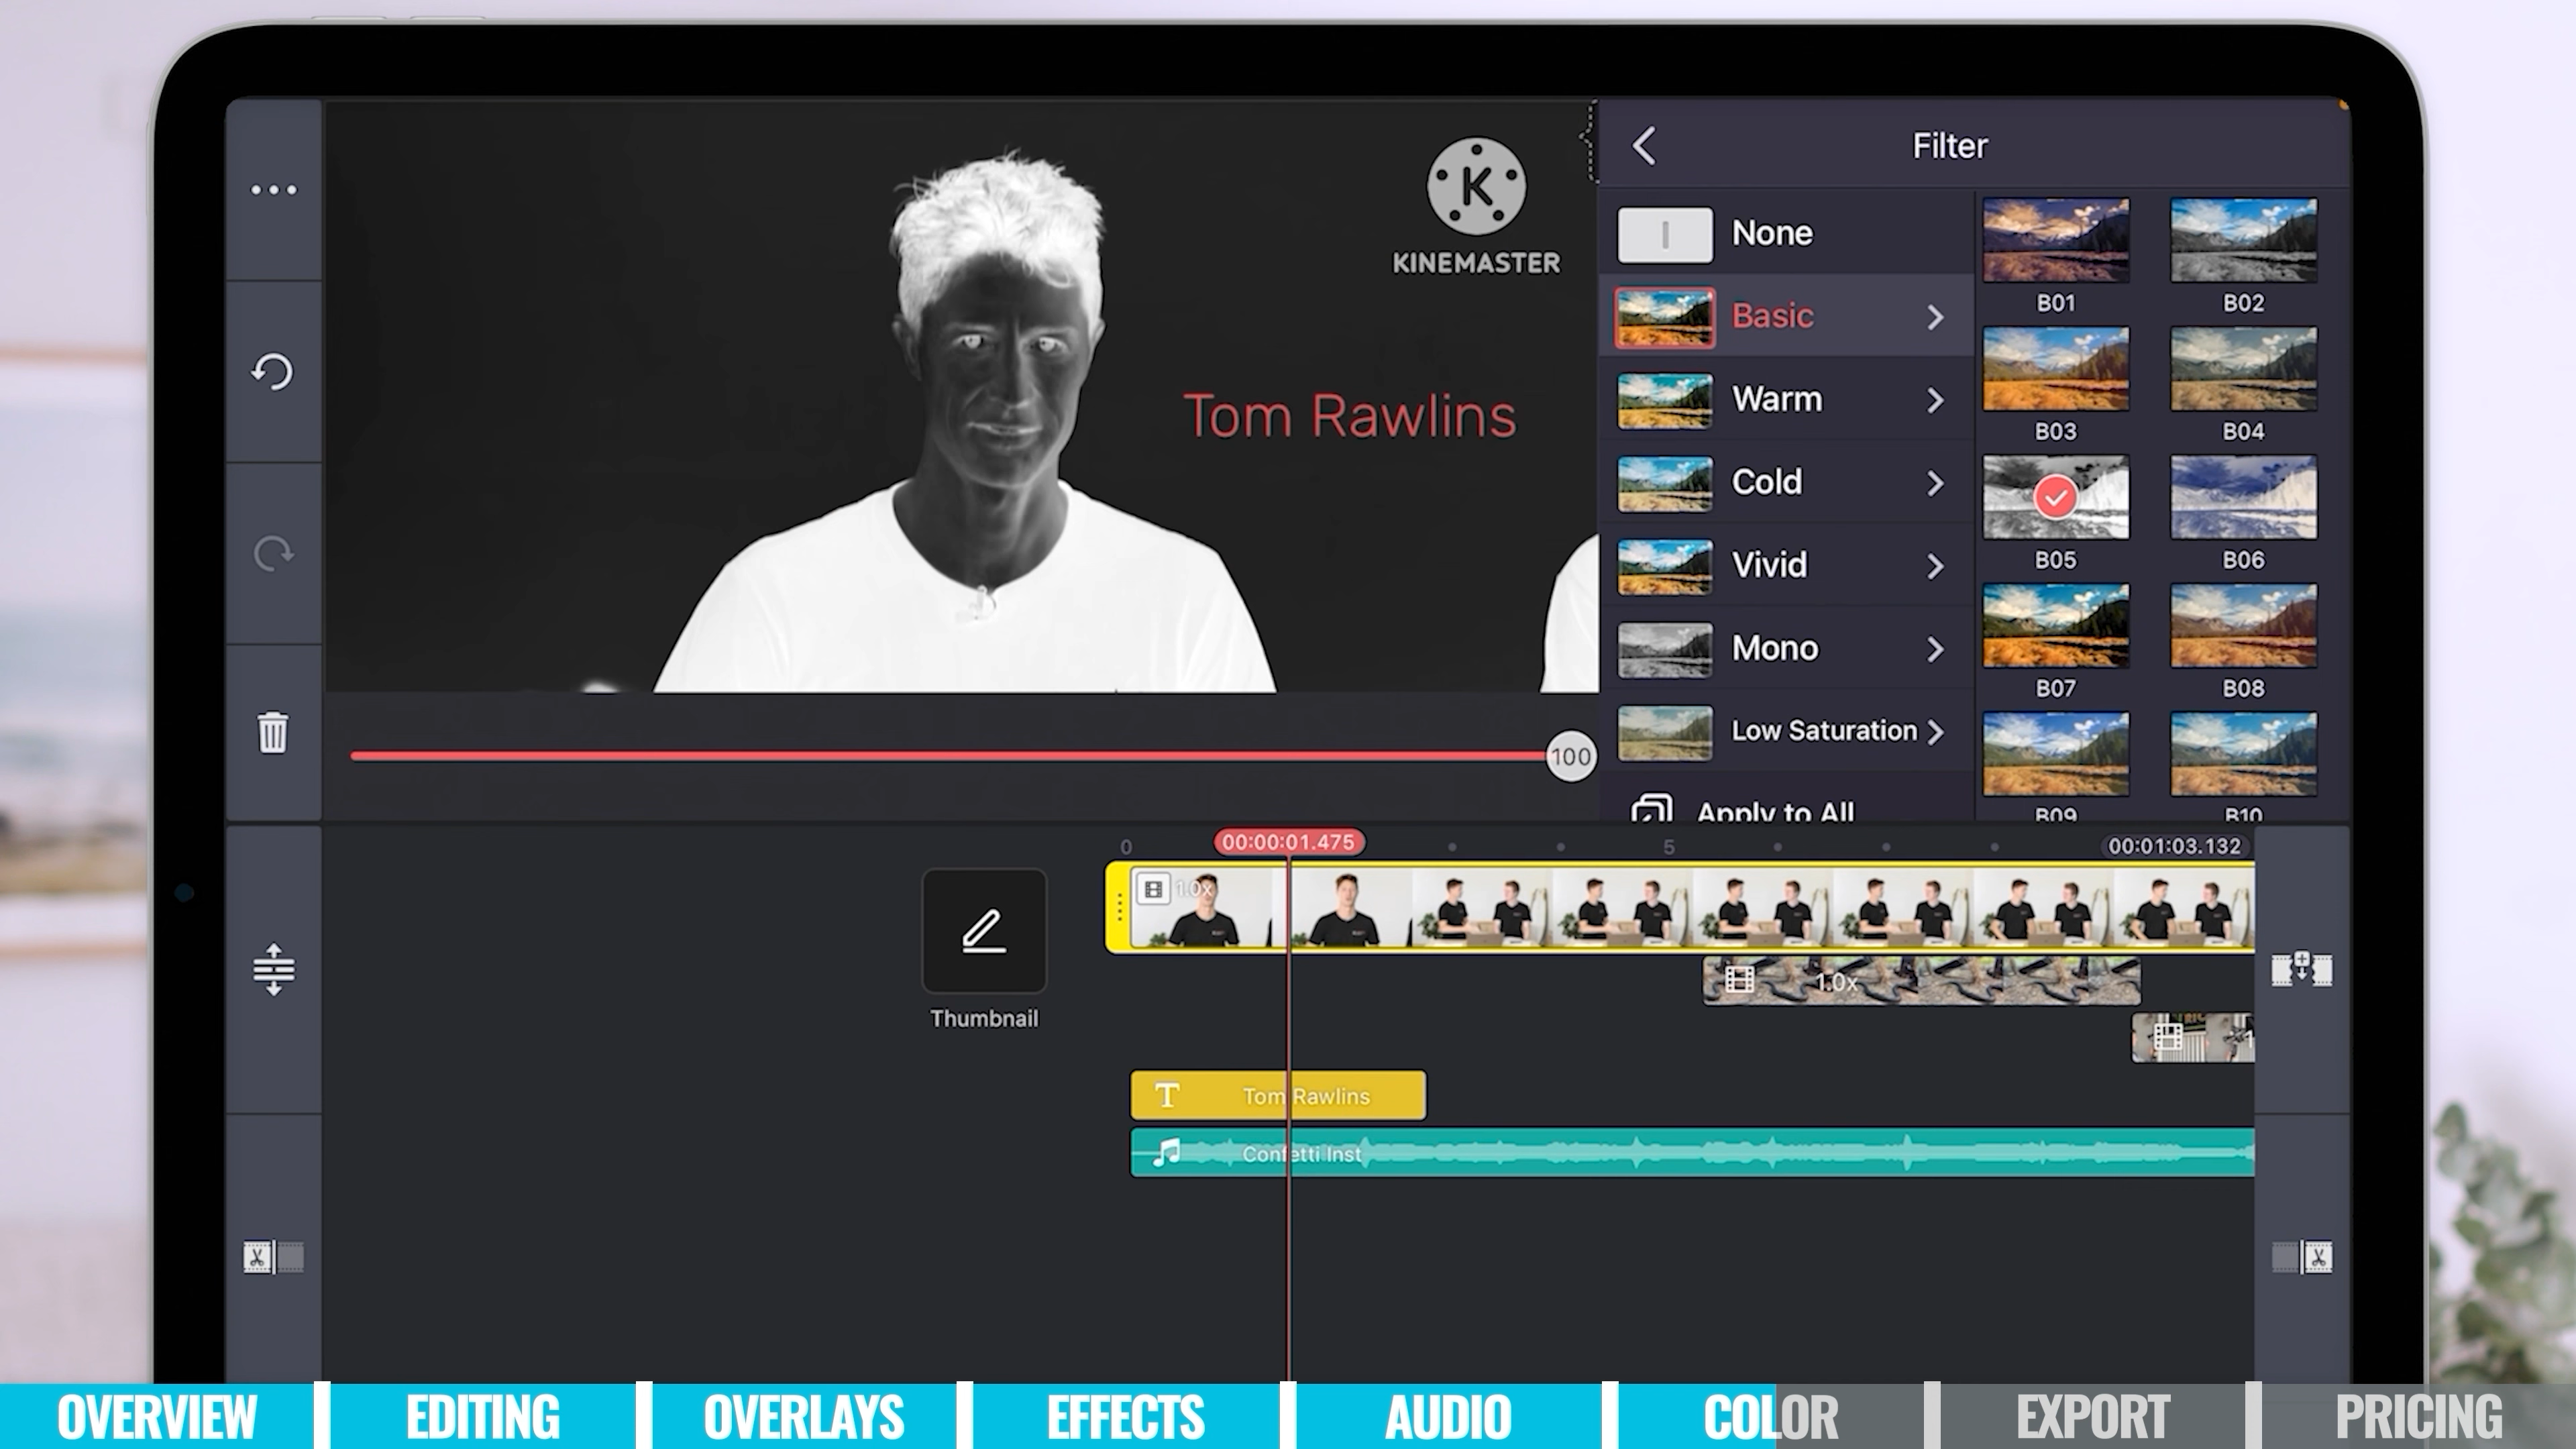 Filter
K
KINEMASTER
None
Basic
Warm
Cold
Vivid
Mono
Low Saturation
Apply to All
B01
B02
B03
B04
B05
B06
B07
B08
B09
B10
Tom Rawlins
100
0
00:00:01.475
5
00:01:03.132
1.0x
Thumbnail
1.0x
T
Tom Rawlins
Confetti Inst
OVERVIEW
EDITING
OVERLAYS
EFFECTS
AUDIO
COLOR
EXPORT
PRICING